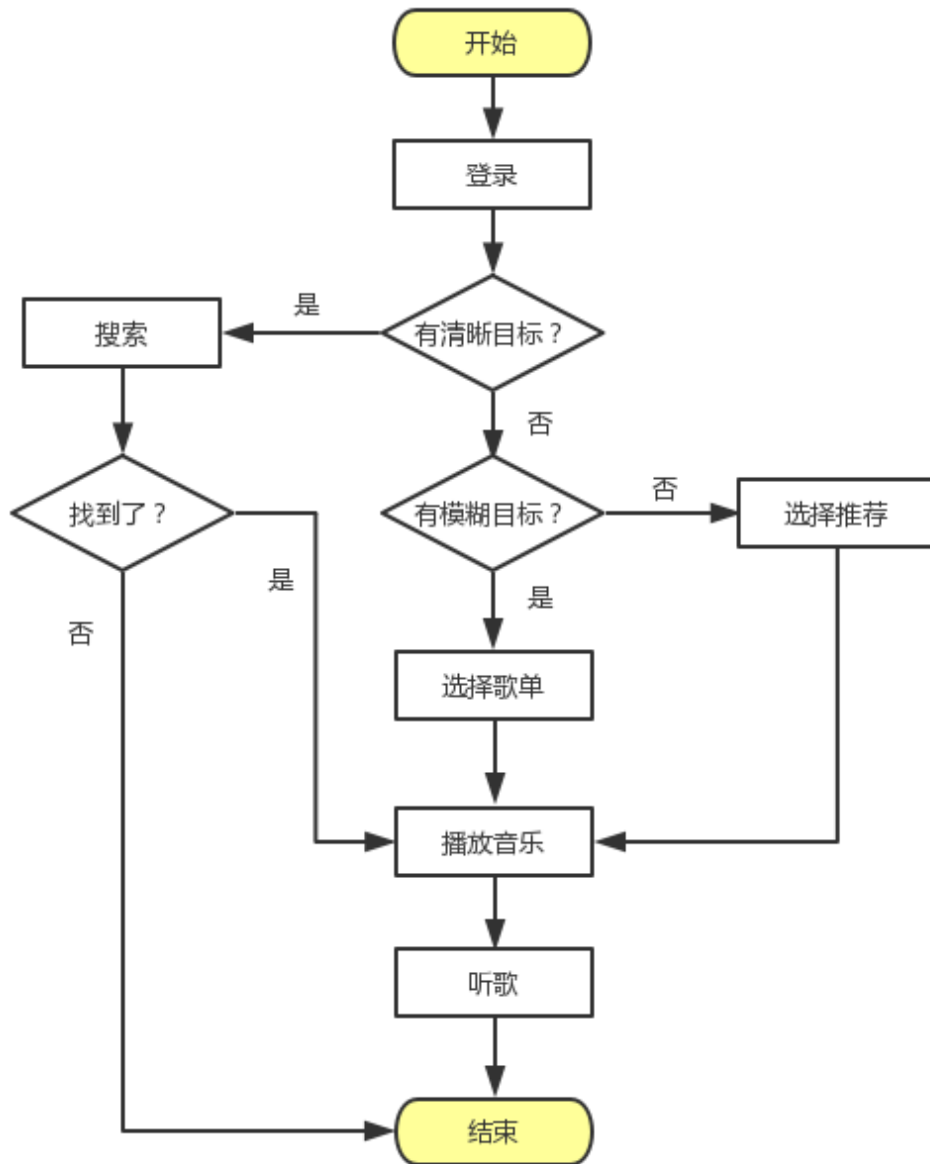 开始
登录
有清晰目标？
是
搜索
否
找到了？
有模糊目标？
否
选择推荐
是
是
否
选择歌单
播放音乐
听歌
结束